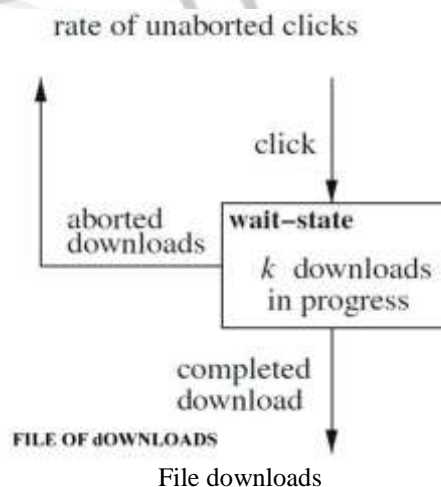 rate of unaborted clicks
click
aborted
downloads
wait–state
k downloads
in progress
completed
download
FILE OF dOWNLOADS
File downloads